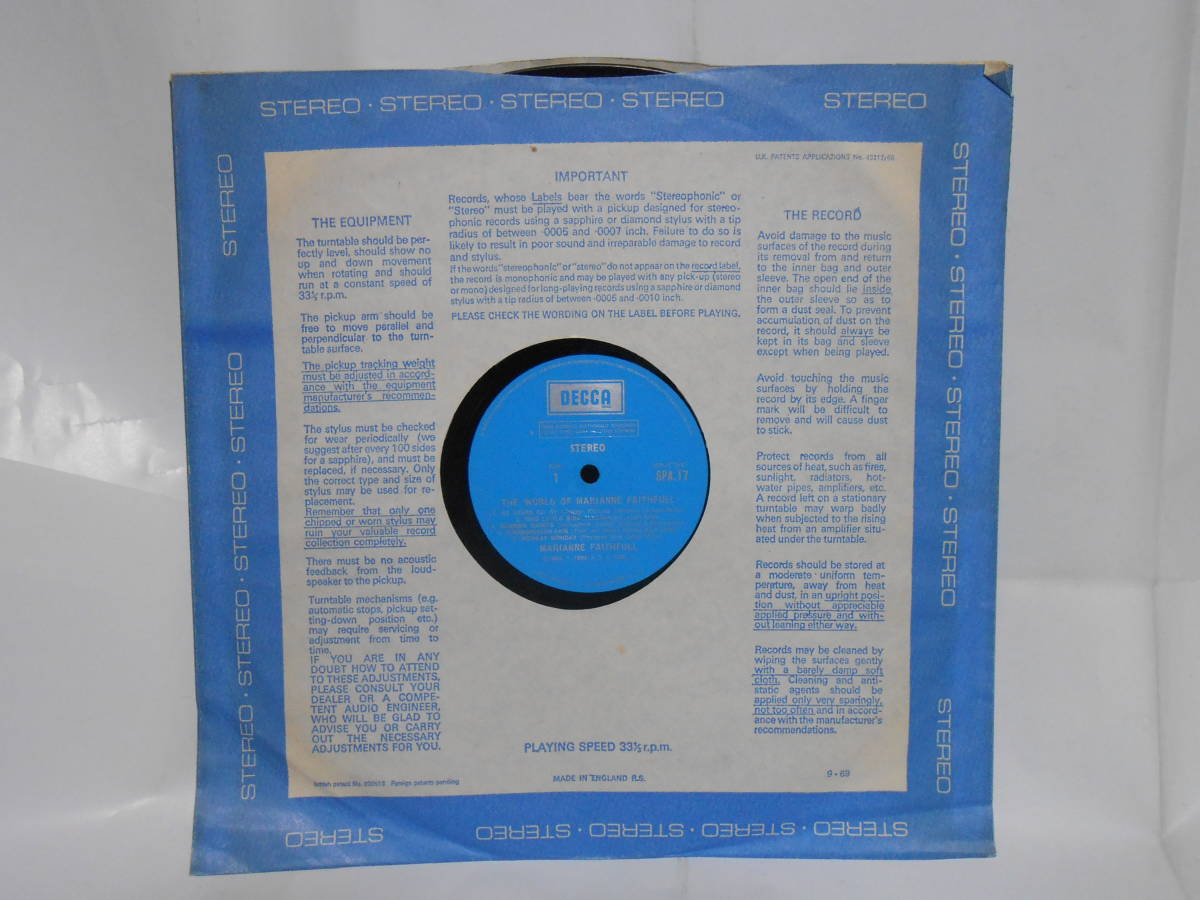 STEREO · STEREO · STEREO · STEREO
STEREO
U.K. PATENTS APPLICATIONS No.
IMPORTANT
Records, whose Labels bear the words "Stereophonic" or
"Stereo" must be played with a pickup designed for stereo-
phonic records using a sapphire or diamond stylus with a tip
radius of between ·0005 and ·0007 inch. Failure to do so is
likely to result in poor sound and irreparable damage to record
and stylus.
If the words "stereophonic" or "stereo" do not appear on the record label,
the record is monophonic and may be played with any pick-up (stereo
or mono) designed for long-playing records using a sapphire or diamond
stylus with a tip radius of between ·0005 and ·0010 inch.
PLEASE CHECK THE WORDING ON THE LABEL BEFORE PLAYING.
THE EQUIPMENT
The turntable should be per-
fectly level, should show no
up and down movement
when rotating and should
run at a constant speed of
33⅓ r.p.m.
The pickup arm should be
free to move parallel and
perpendicular to the turn-
table surface.
The pickup tracking weight
must be adjusted in accord-
ance with the equipment
manufacturer's recommen-
dations.
The stylus must be checked
for wear periodically (we
suggest after every 100 sides
for a sapphire), and must be
replaced, if necessary. Only
the correct type and size of
stylus may be used for re-
placement.
Remember that only one
chipped or worn stylus may
ruin your valuable record
collection completely.
There must be no acoustic
feedback from the loud-
speaker to the pickup.
Turntable mechanisms (e.g.
automatic stops, pickup set-
ting-down position etc.)
may require servicing or
adjustment from time to
time.
IF YOU ARE IN ANY
DOUBT HOW TO ATTEND
TO THESE ADJUSTMENTS,
PLEASE CONSULT YOUR
DEALER OR A COMPE-
TENT AUDIO ENGINEER,
WHO WILL BE GLAD TO
ADVISE YOU OR CARRY
OUT THE NECESSARY
ADJUSTMENTS FOR YOU.
British patent No. Foreign patents pending
DECCA
STEREO
1
SPA.17
THE WORLD OF MARIANNE FAITHFULL
MARIANNE FAITHFULL
PLAYING SPEED 33⅓ r.p.m.
MADE IN ENGLAND R.S.
THE RECORD
Avoid damage to the music
surfaces of the record during
its removal from and return
to the inner bag and outer
sleeve. The open end of the
inner bag should lie inside
the outer sleeve so as to
form a dust seal. To prevent
accumulation of dust on the
record, it should always be
kept in its bag and sleeve
except when being played.
Avoid touching the music
surfaces by holding the
record by its edge. A finger
mark will be difficult to
remove and will cause dust
to stick.
Protect records from all
sources of heat, such as fires,
sunlight, radiators, hot-
water pipes, amplifiers, etc.
A record left on a stationary
turntable may warp badly
when subjected to the rising
heat from an amplifier situ-
ated under the turntable.
Records should be stored at
a moderate uniform tem-
perature, away from heat
and dust, in an upright posi-
tion without appreciable
applied pressure and with-
out leaning either way.
Records may be cleaned by
wiping the surfaces gently
with a barely damp soft
cloth. Cleaning and anti-
static agents should be
applied only very sparingly,
not too often and in accord-
ance with the manufacturer's
recommendations.
9 · 69
STEREO
STEREO · STEREO · STEREO · STEREO
STEREO · STEREO · STEREO · STEREO
STEREO
STEREO · STEREO · STEREO · STEREO
STEREO